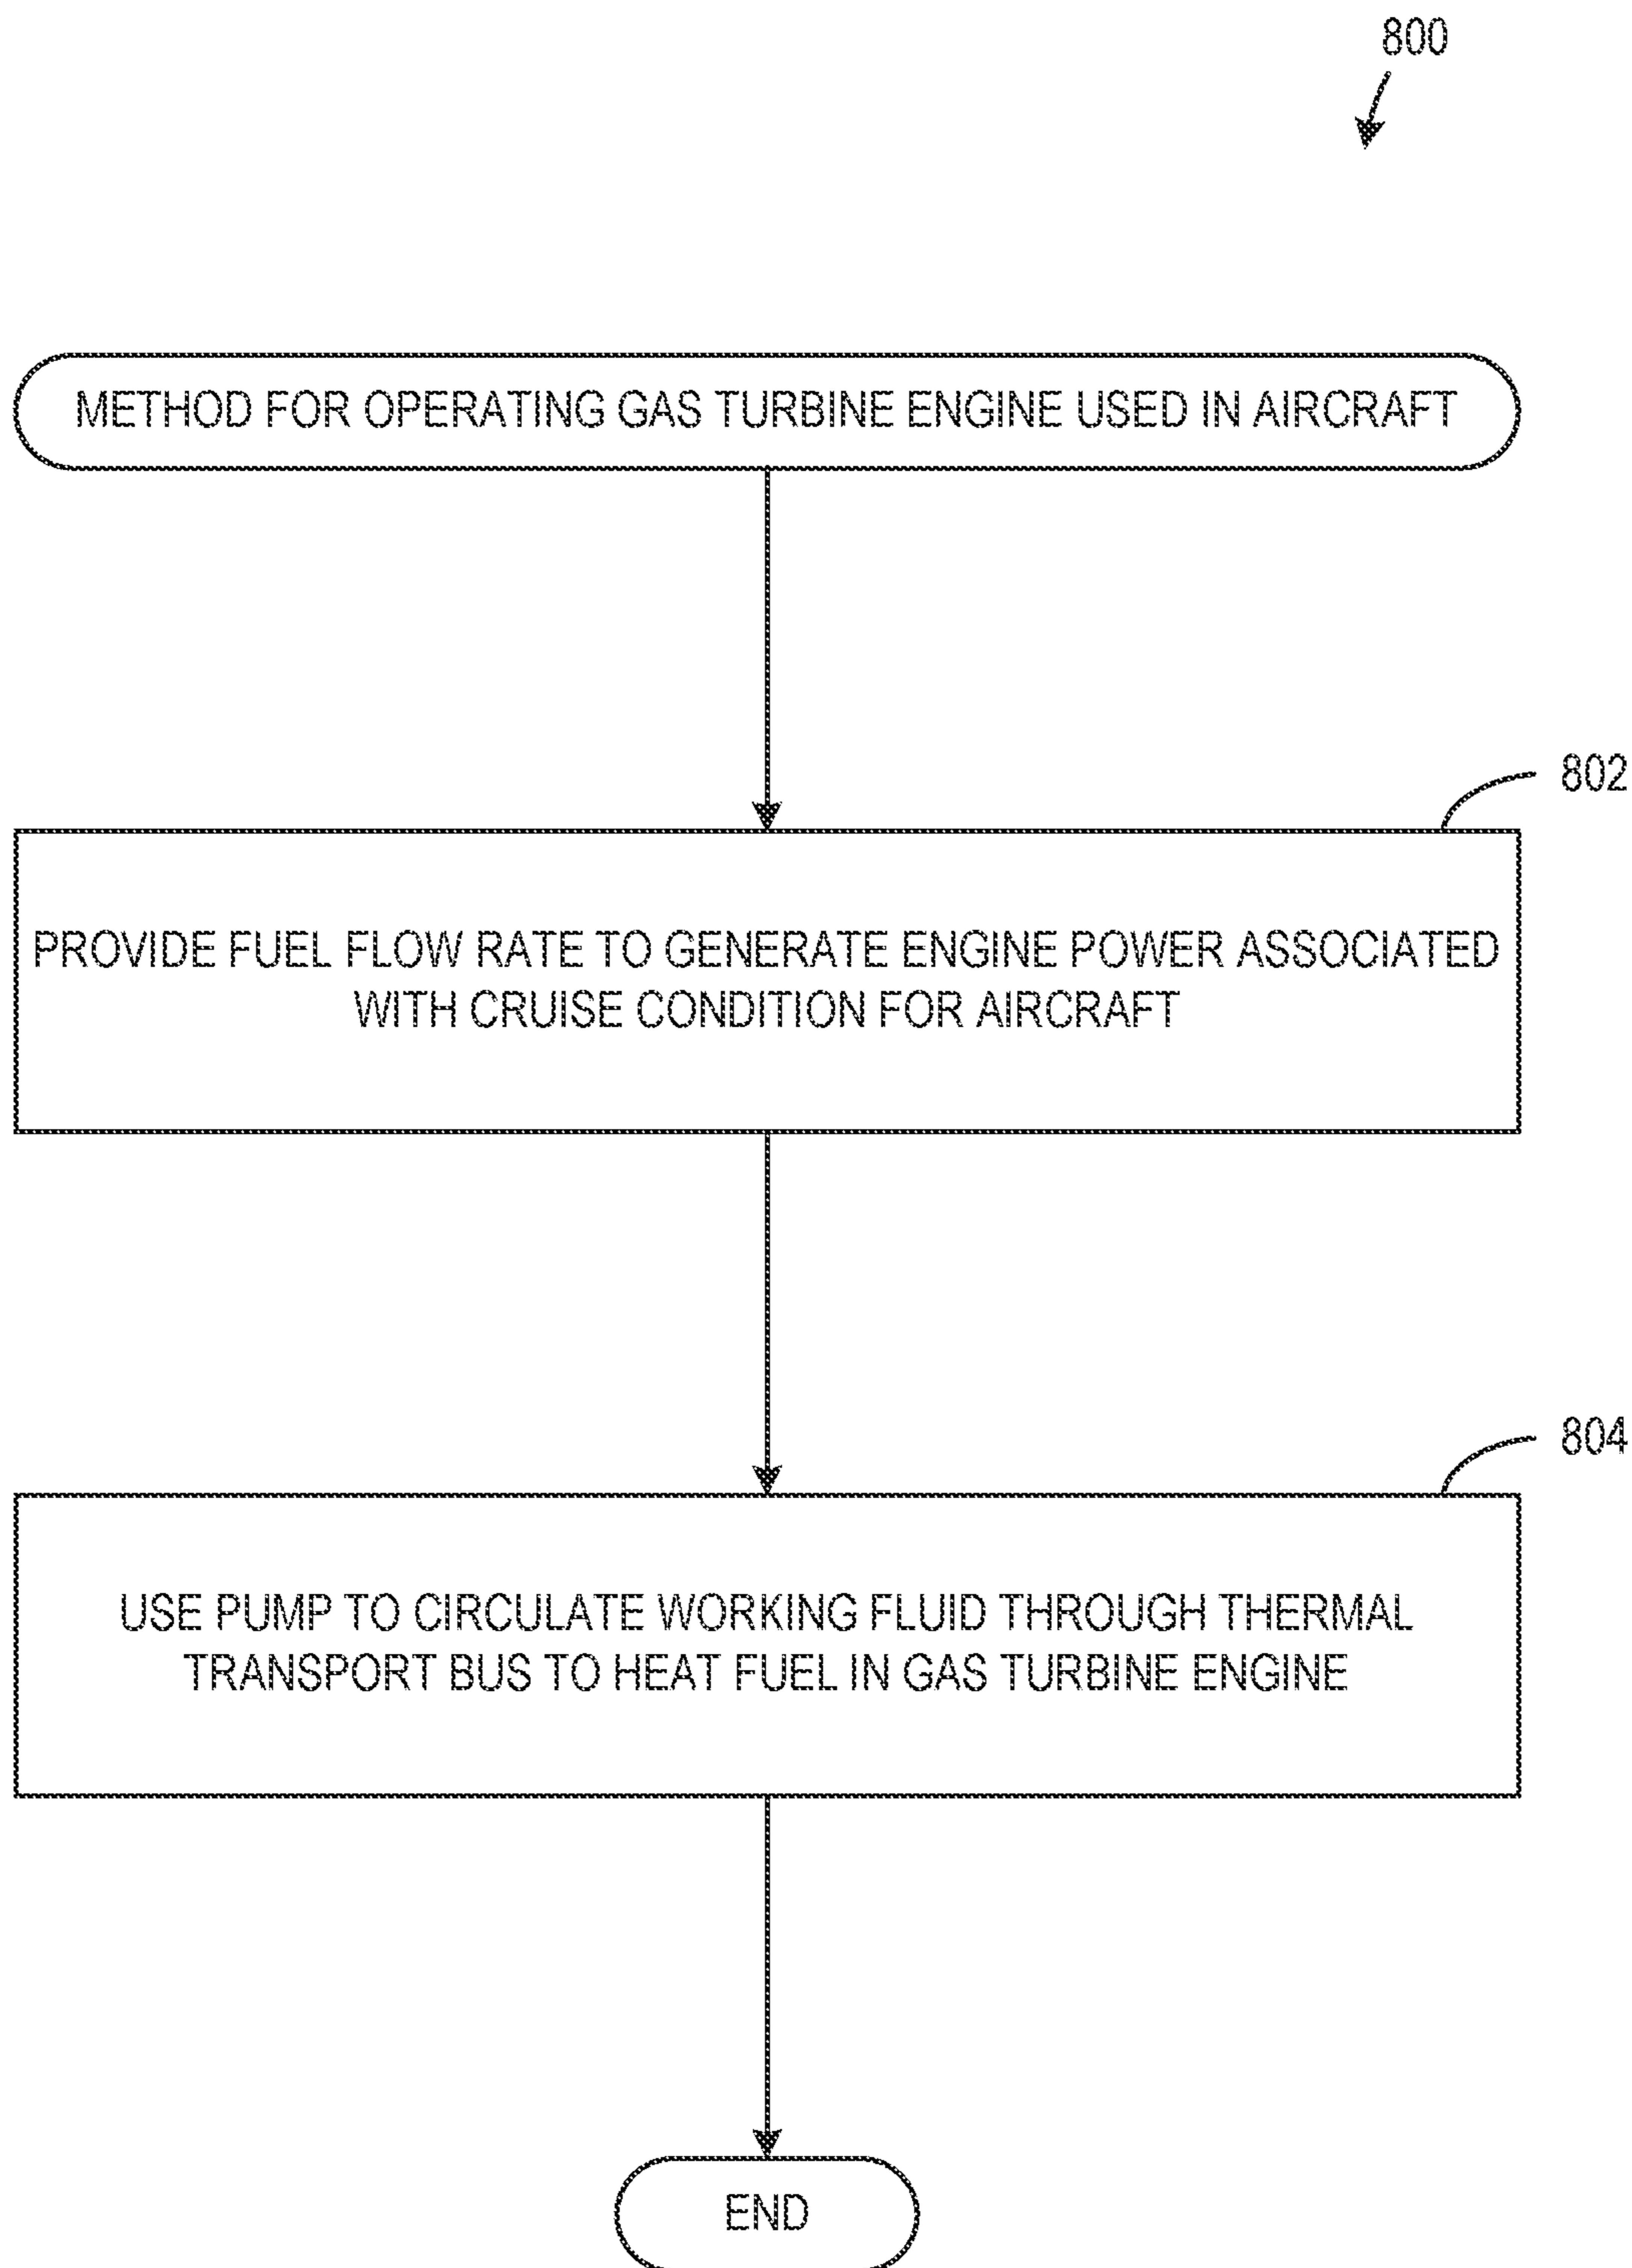 800
METHOD FOR OPERATING GAS TURBINE ENGINE USED IN AIRCRAFT
802
PROVIDE FUEL FLOW RATE TO GENERATE ENGINE POWER ASSOCIATED
WITH CRUISE CONDITION FOR AIRCRAFT
804
USE PUMP TO CIRCULATE WORKING FLUID THROUGH THERMAL
TRANSPORT BUS TO HEAT FUEL IN GAS TURBINE ENGINE
END